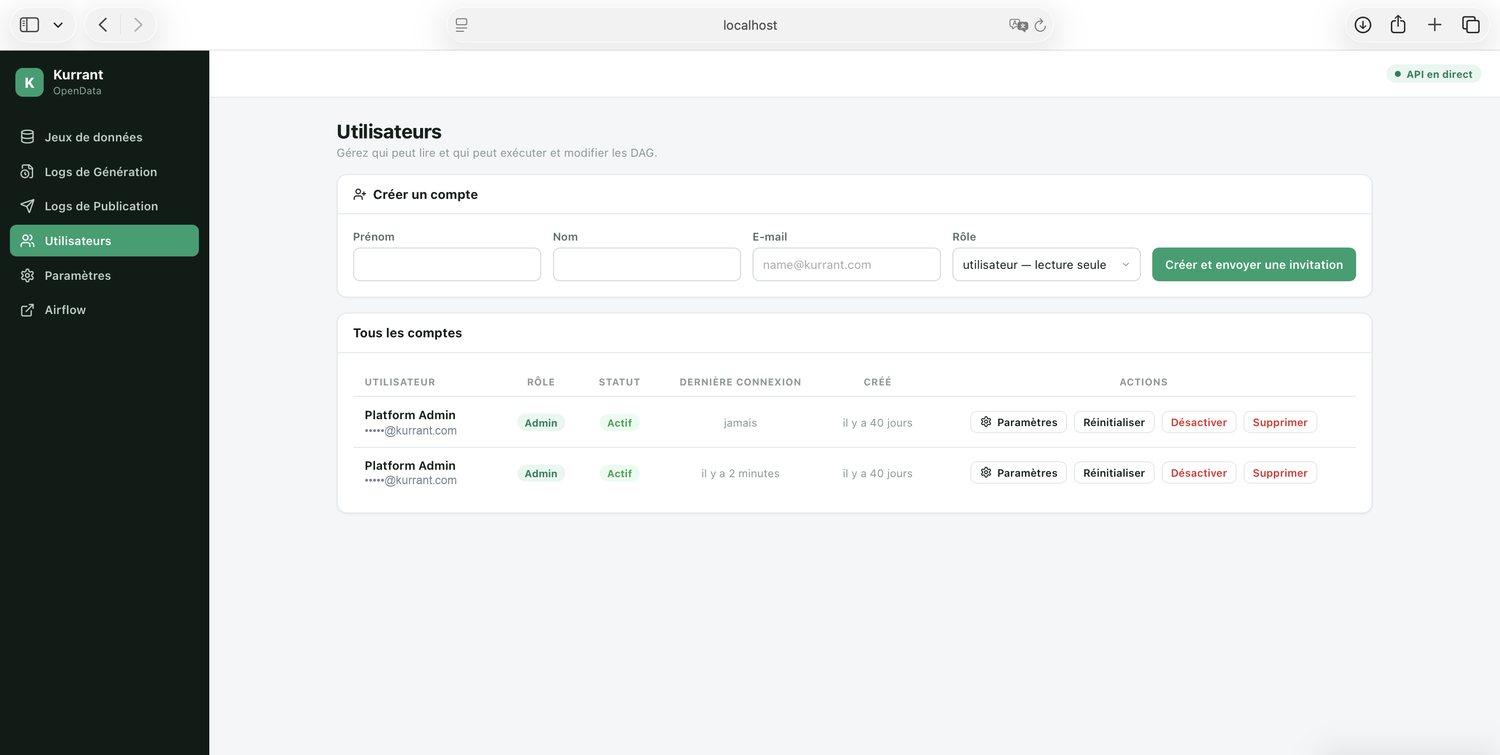 localhost
K
Kurrant
OpenData
API en direct
Jeux de données
Logs de Génération
Logs de Publication
Utilisateurs
Paramètres
Airflow
Utilisateurs
Gérez qui peut lire et qui peut exécuter et modifier les DAG.
Créer un compte
Prénom Nom E-mail Rôle
name@kurrant.com utilisateur — lecture seule Créer et envoyer une invitation
Tous les comptes
UTILISATEUR RÔLE STATUT DERNIÈRE CONNEXION CRÉÉ ACTIONS
Platform Admin
•••••@kurrant.com
Admin Actif jamais il y a 40 jours Paramètres Réinitialiser Désactiver Supprimer
Platform Admin
•••••@kurrant.com
Admin Actif il y a 2 minutes il y a 40 jours Paramètres Réinitialiser Désactiver Supprimer